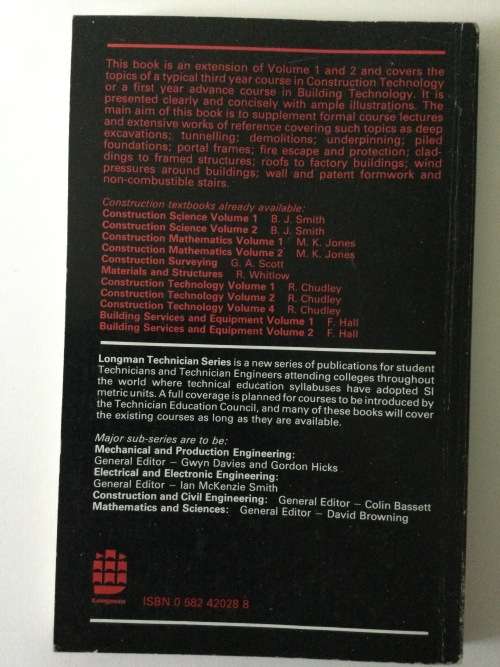 This book is an extension of Volume 1 and 2 and covers the
topics of a typical third year course in Construction Technology
or a first year advance course in Building Technology. It is
presented clearly and concisely with ample illustrations. The
main aim of this book is to supplement formal course lectures
and extensive works of reference covering such topics as deep
excavations; tunnelling; demolitions; underpinning; piled
foundations; portal frames; fire escape and protection; clad-
dings to framed structures; roofs to factory buildings; wind
pressures around buildings; wall and patent formwork and
non-combustible stairs.
Construction textbooks already available:
Construction Science Volume 1 B. J. Smith
Construction Science Volume 2 B. J. Smith
Construction Mathematics Volume 1 M. K. Jones
Construction Mathematics Volume 2 M. K. Jones
Construction Surveying G. A. Scott
Materials and Structures R. Whitlow
Construction Technology Volume 1 R. Chudley
Construction Technology Volume 2 R. Chudley
Construction Technology Volume 4 R. Chudley
Building Services and Equipment Volume 1 F. Hall
Building Services and Equipment Volume 2 F. Hall
Longman Technician Series is a new series of publications for student
Technicians and Technician Engineers attending colleges throughout
the world where technical education syllabuses have adopted SI
metric units. A full coverage is planned for courses to be introduced by
the Technician Education Council, and many of these books will cover
the existing courses as long as they are available.
Major sub-series are to be:
Mechanical and Production Engineering:
General Editor – Gwyn Davies and Gordon Hicks
Electrical and Electronic Engineering:
General Editor – Ian McKenzie Smith
Construction and Civil Engineering: General Editor – Colin Bassett
Mathematics and Sciences: General Editor – David Browning
Longman
ISBN 0 582 42028 8